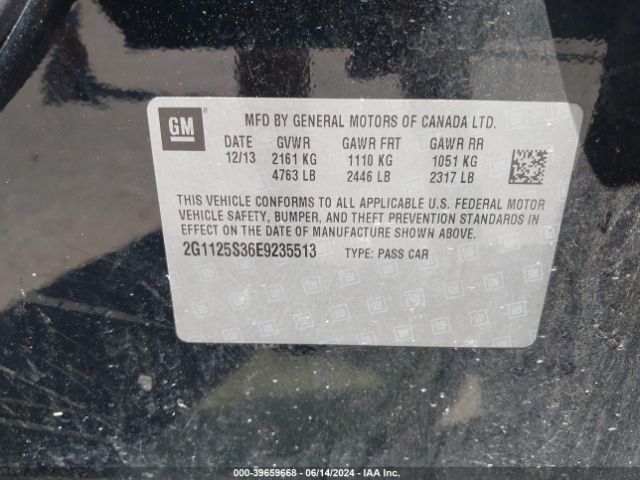 GM
MFD BY GENERAL MOTORS OF CANADA LTD.
DATE GVWR GAWR FRT GAWR RR
12/13 2161 KG 1110 KG 1051 KG
4763 LB 2446 LB 2317 LB
THIS VEHICLE CONFORMS TO ALL APPLICABLE U.S. FEDERAL MOTOR
VEHICLE SAFETY, BUMPER, AND THEFT PREVENTION STANDARDS IN
EFFECT ON THE DATE OF MANUFACTURE SHOWN ABOVE.
2G1125S36E9235513 TYPE: PASS CAR
000-39659668 - 06/14/2024 - IAA Inc.